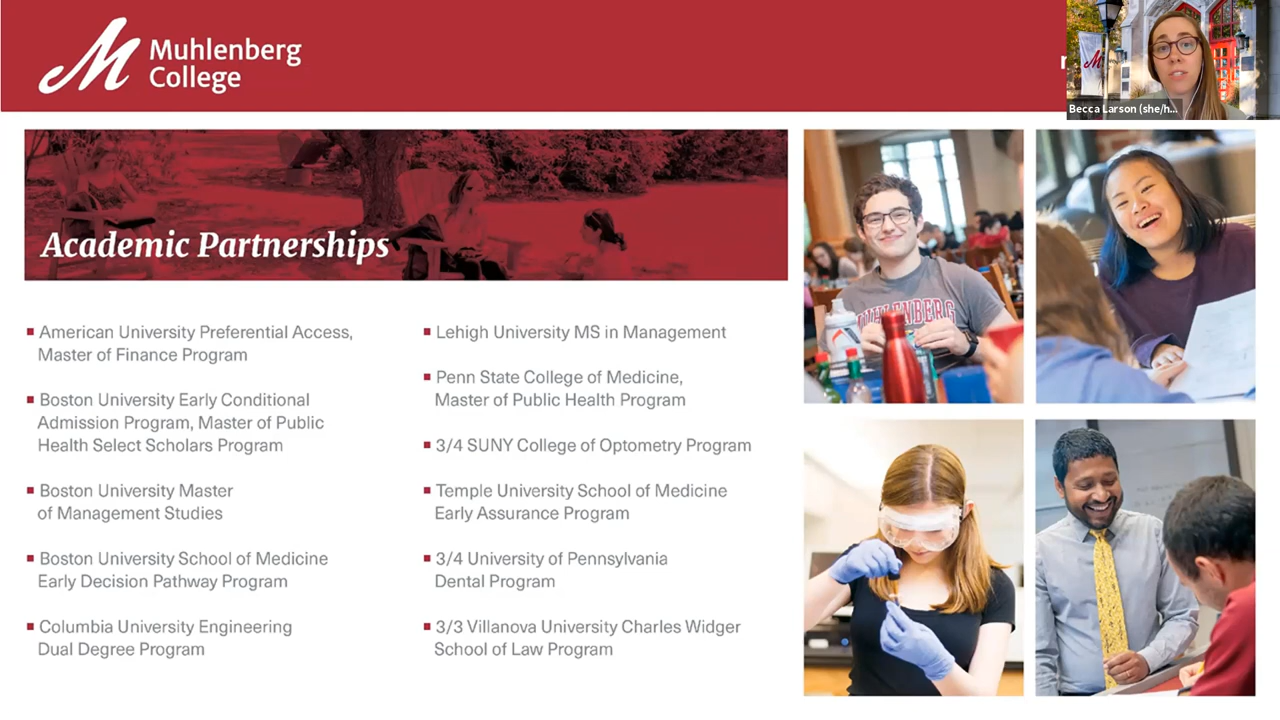 Muhlenberg
College
Becca Larson (she/h...
Academic Partnerships
American University Preferential Access,
Master of Finance Program
Boston University Early Conditional
Admission Program, Master of Public
Health Select Scholars Program
Boston University Master
of Management Studies
Boston University School of Medicine
Early Decision Pathway Program
Columbia University Engineering
Dual Degree Program
Lehigh University MS in Management
Penn State College of Medicine,
Master of Public Health Program
3/4 SUNY College of Optometry Program
Temple University School of Medicine
Early Assurance Program
3/4 University of Pennsylvania
Dental Program
3/3 Villanova University Charles Widger
School of Law Program
MUHLENBERG